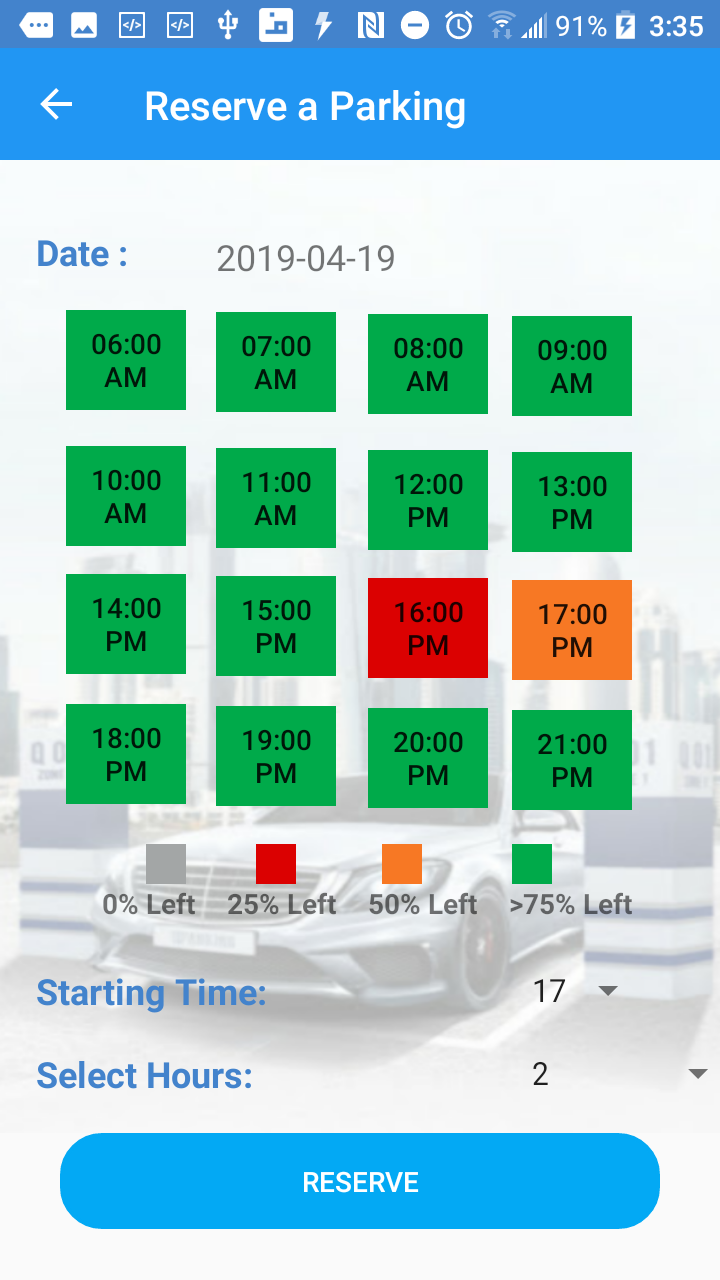 91% 3:35
Reserve a Parking
Date : 2019-04-19
06:00 AM
07:00 AM
08:00 AM
09:00 AM
10:00 AM
11:00 AM
12:00 PM
13:00 PM
14:00 PM
15:00 PM
16:00 PM
17:00 PM
18:00 PM
19:00 PM
20:00 PM
21:00 PM
0% Left 25% Left 50% Left >75% Left
Starting Time: 17
Select Hours: 2
RESERVE